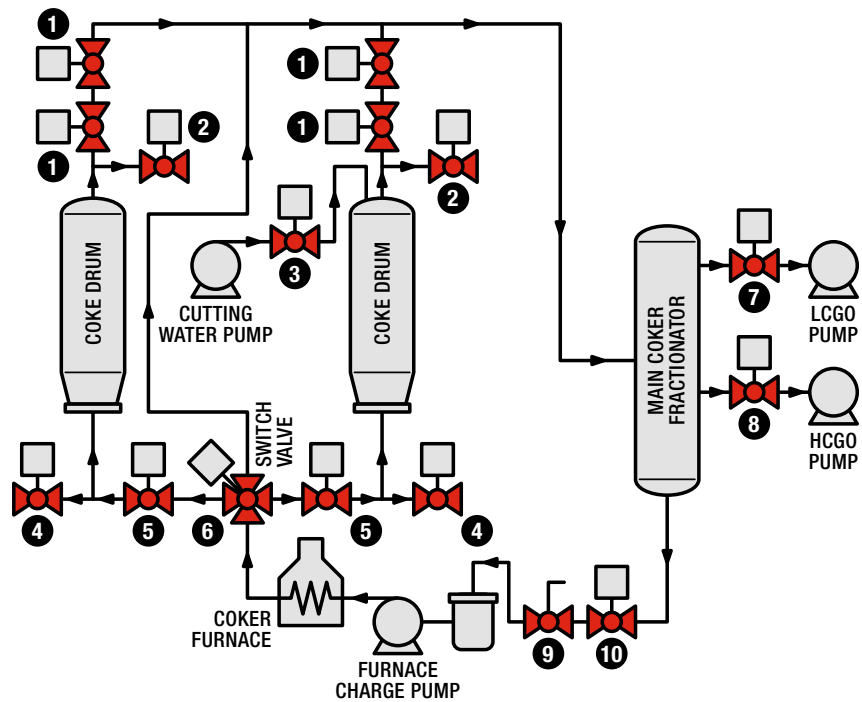 1
1
2
1
1
2
COKE DRUM
CUTTING
WATER PUMP
3
COKE DRUM
MAIN COKER
FRACTIONATOR
7
LCGO
PUMP
8
HCGO
PUMP
SWITCH
VALVE
4
5
6
5
4
COKER
FURNACE
FURNACE
CHARGE PUMP
9
10